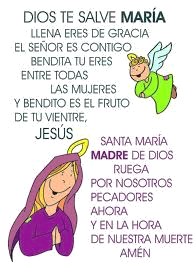 DIOS TE SALVE MARÍA
LLENA ERES DE GRACIA
EL SEÑOR ES CONTIGO
BENDITA TU ERES
ENTRE TODAS
LAS MUJERES
Y BENDITO ES EL FRUTO
DE TU VIENTRE,
JESÚS
SANTA MARÍA
MADRE DE DIOS
RUEGA
POR NOSOTROS
PECADORES
AHORA
Y EN LA HORA
DE NUESTRA MUERTE
AMÉN